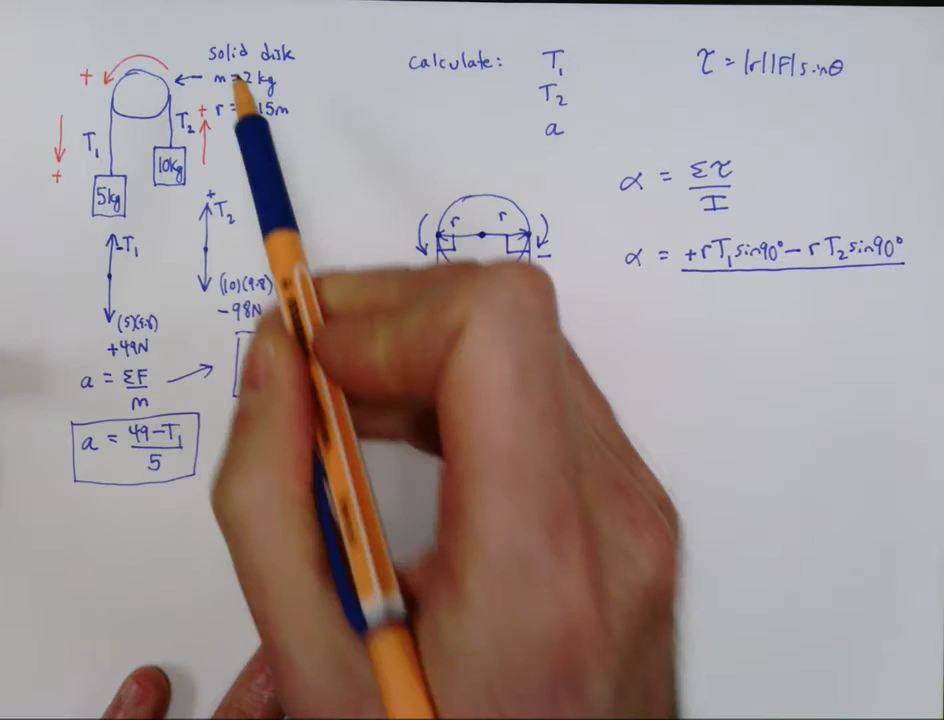 solid disk
m = 2 kg
r = 15m
+
+
+
T₁
T₂
5kg
10kg
+
-T₁
T₂
(5)(9.8)
+49N
(10)(9.8)
-98N
a = ΣF/m
a = 49-T₁/5
Calculate: T₁
T₂
a
r r
-
τ = |r||F|sinθ
α = Στ/I
α = +rT₁sin90° - rT₂sin90°